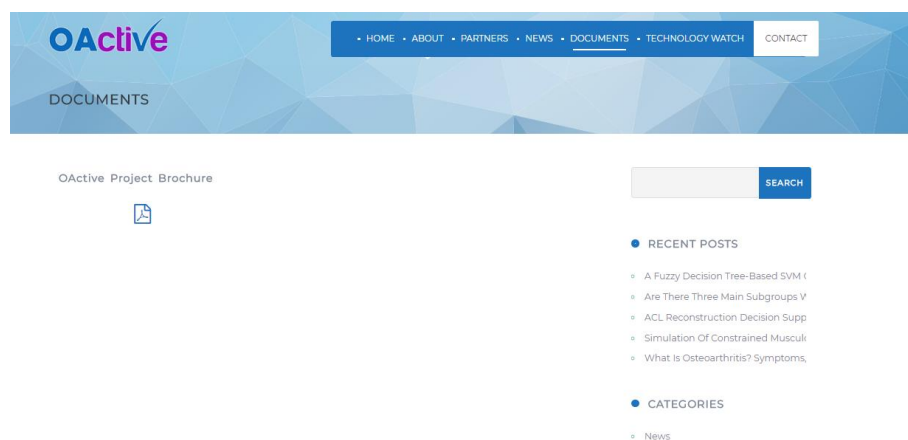 OActive
HOME ABOUT PARTNERS NEWS DOCUMENTS TECHNOLOGY WATCH CONTACT
DOCUMENTS
OActive Project Brochure
SEARCH
RECENT POSTS
A Fuzzy Decision Tree-Based SVM
Are There Three Main Subgroups
ACL Reconstruction Decision Supp
Simulation Of Constrained Muscul
What Is Osteoarthritis? Symptoms,
CATEGORIES
News